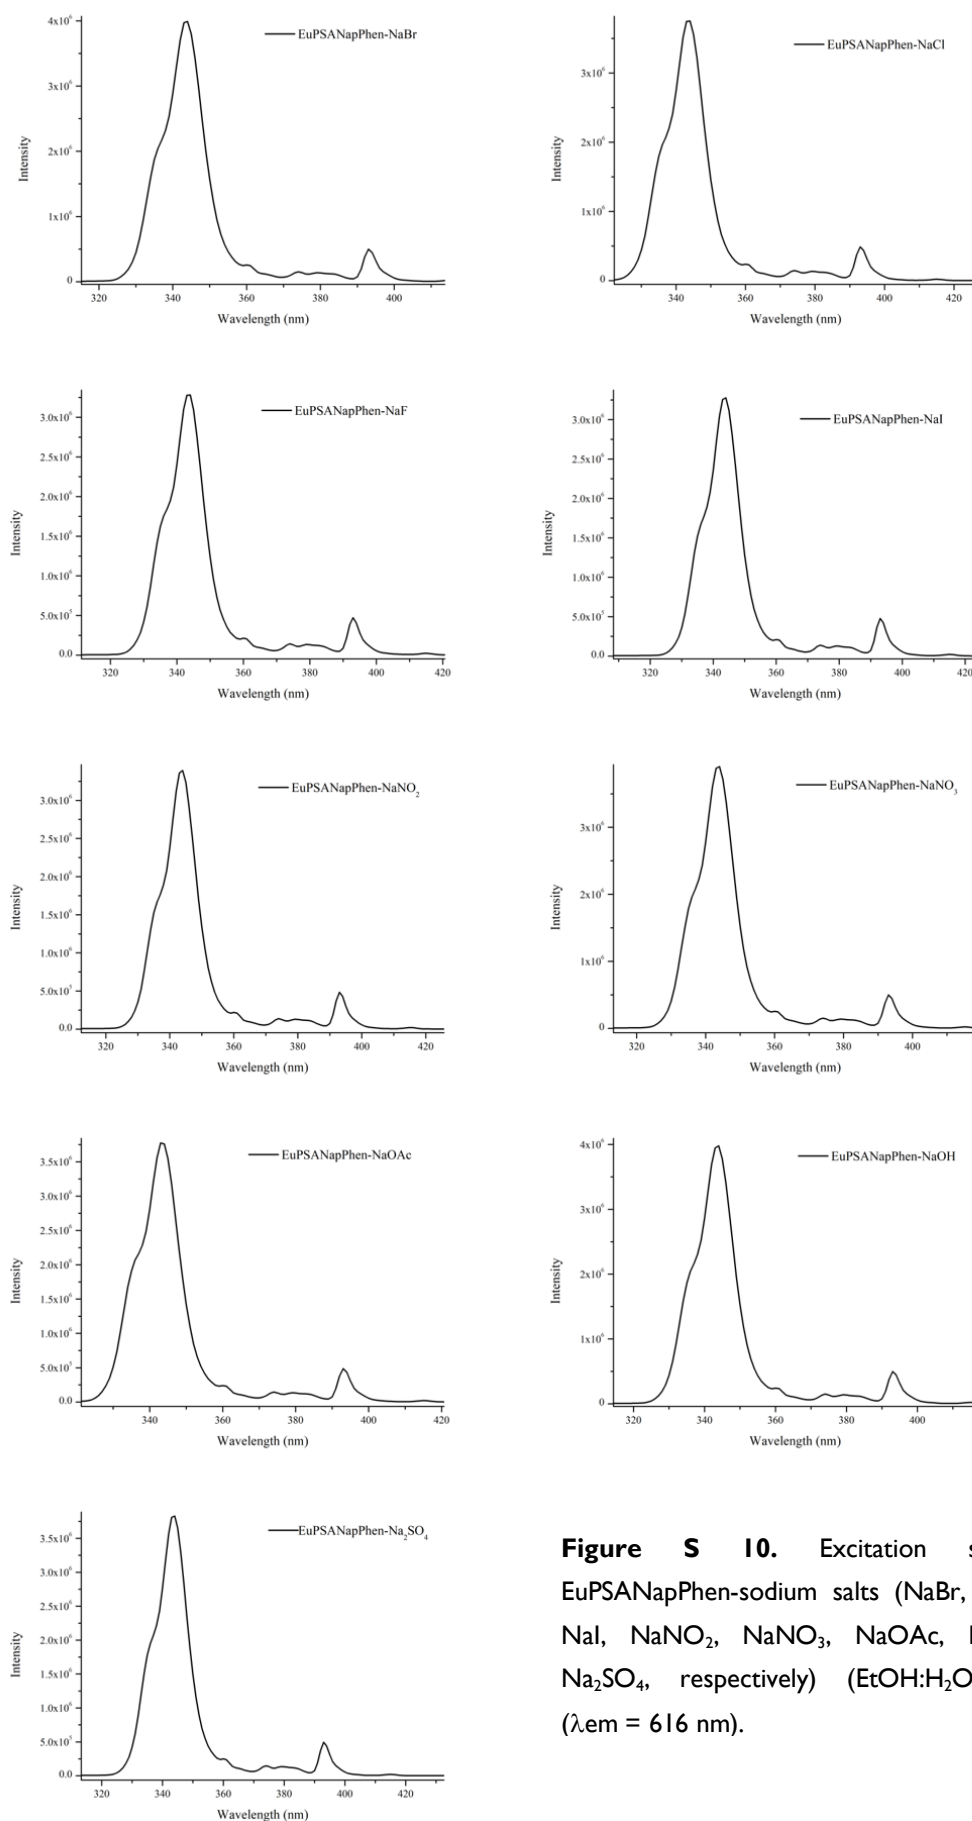 EuPSANapPhen-NaBr
4x10⁶
3x10⁶
2x10⁶
1x10⁶
0
Intensity
320 340 360 380 400
Wavelength (nm)
EuPSANapPhen-NaCl
3x10⁶
2x10⁶
1x10⁶
0
Intensity
340 360 380 400 420
Wavelength (nm)
EuPSANapPhen-NaF
3.0x10⁶
2.5x10⁶
2.0x10⁶
1.5x10⁶
1.0x10⁶
5.0x10⁵
0.0
Intensity
320 340 360 380 400 420
Wavelength (nm)
EuPSANapPhen-NaI
3.0x10⁶
2.5x10⁶
2.0x10⁶
1.5x10⁶
1.0x10⁶
5.0x10⁵
0.0
Intensity
320 340 360 380 400 420
Wavelength (nm)
EuPSANapPhen-NaNO₂
3.0x10⁶
2.5x10⁶
2.0x10⁶
1.5x10⁶
1.0x10⁶
5.0x10⁵
0.0
Intensity
320 340 360 380 400 420
Wavelength (nm)
EuPSANapPhen-NaNO₃
3x10⁶
2x10⁶
1x10⁶
0
Intensity
320 340 360 380 400
Wavelength (nm)
EuPSANapPhen-NaOAc
3.5x10⁶
3.0x10⁶
2.5x10⁶
2.0x10⁶
1.5x10⁶
1.0x10⁶
5.0x10⁵
0.0
Intensity
340 360 380 400 420
Wavelength (nm)
EuPSANapPhen-NaOH
4x10⁶
3x10⁶
2x10⁶
1x10⁶
0
Intensity
320 340 360 380 400
Wavelength (nm)
EuPSANapPhen-Na₂SO₄
3.5x10⁶
3.0x10⁶
2.5x10⁶
2.0x10⁶
1.5x10⁶
1.0x10⁶
5.0x10⁵
0.0
Intensity
320 340 360 380 400 420
Wavelength (nm)
Figure S 10. Excitation
EuPSANapPhen-sodium salts (NaBr,
NaI, NaNO₂, NaNO₃, NaOAc,
Na₂SO₄, respectively) (EtOH:H₂O
(λem = 616 nm).